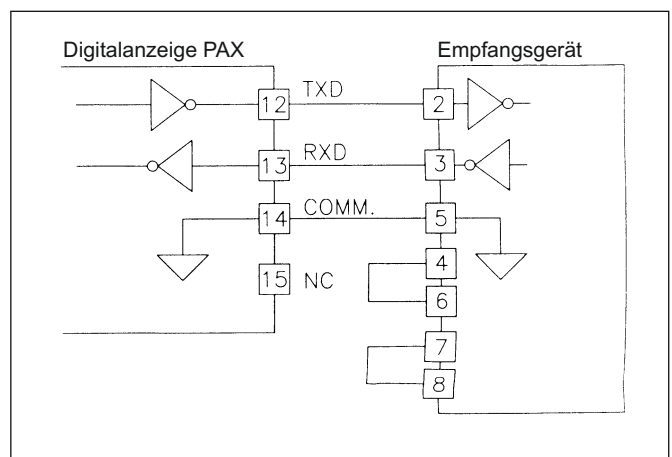 Digitalanzeige PAX Empfangsgerät
12 TXD 2
13 RXD 3
14 COMM. 5
15 NC 4
6
7
8